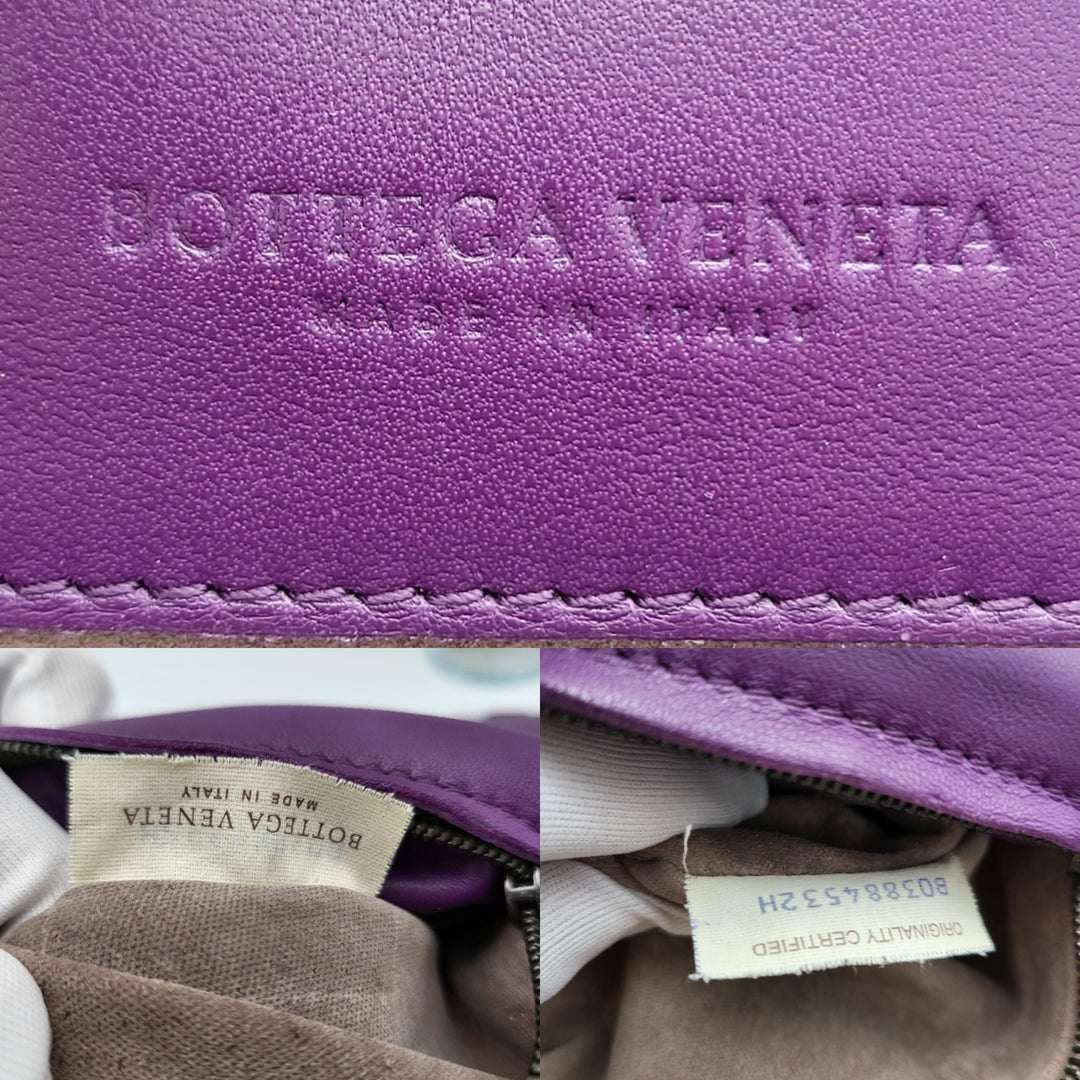 BOTTEGA VENETA
MADE IN ITALY
BOTTEGA VENETA
MADE IN ITALY
ORIGINALITY CERTIFIED
B03884532H